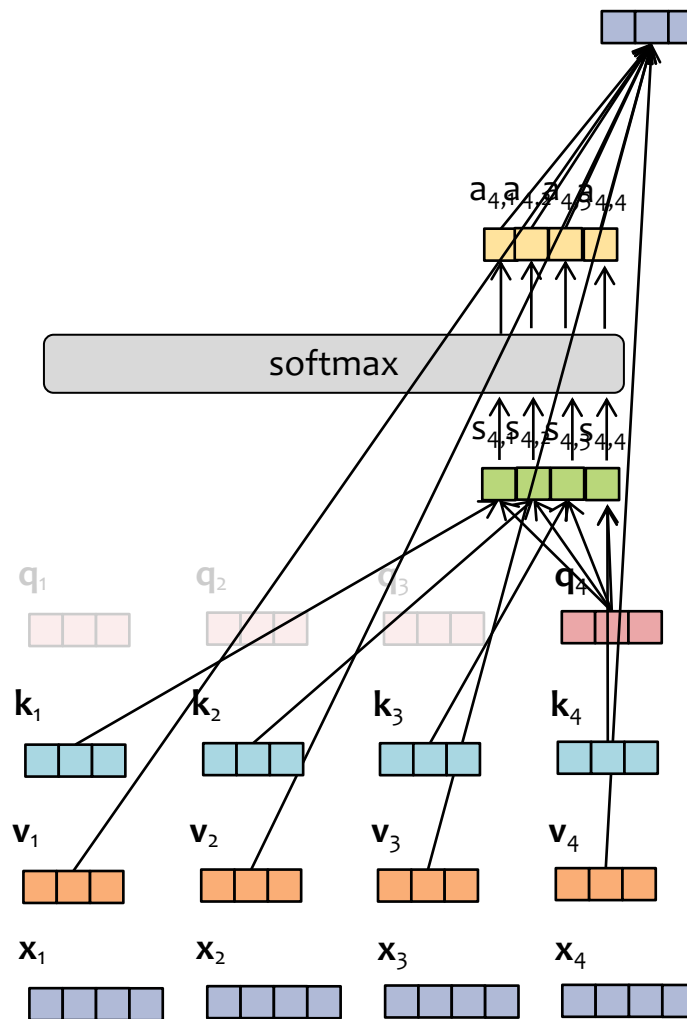 a4,1 a4,2 a4,3 a4,4
softmax
s4,1 s4,2 s4,3 s4,4
q1 q2 q3 q4
k1 k2 k3 k4
v1 v2 v3 v4
x1 x2 x3 x4